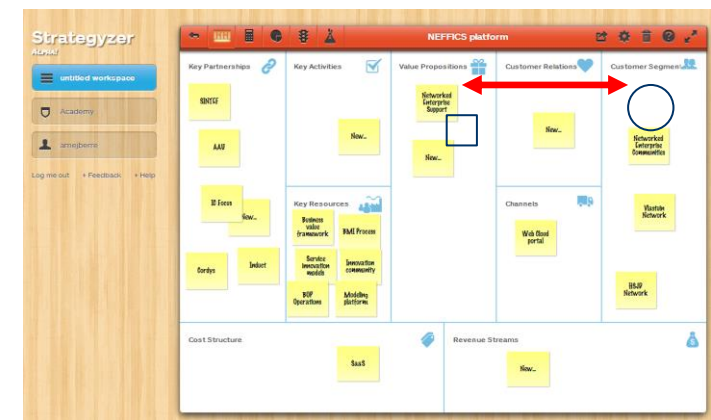 Strategyzer
ALPHA!
NEFFICS platform
untitled workspace
Academy
arnejberre
Log me out + Feedback + Help
Key Partnerships
SINTEF
AAU
IE Focus
New...
Cordys
Induct
Key Activities
New...
Key Resources
Business
value
framework
BMI Process
Service
innovation
models
Innovation
community
BOP
Operations
Modeling
platform
Value Propositions
Networked
Enterprise
Support
New...
Customer Relations
New...
Channels
Web Cloud
portal
Customer Segmen
Networked
Enterprise
Communities
Vlastuin
Network
Network
Cost Structure
SaaS
Revenue Streams
New...